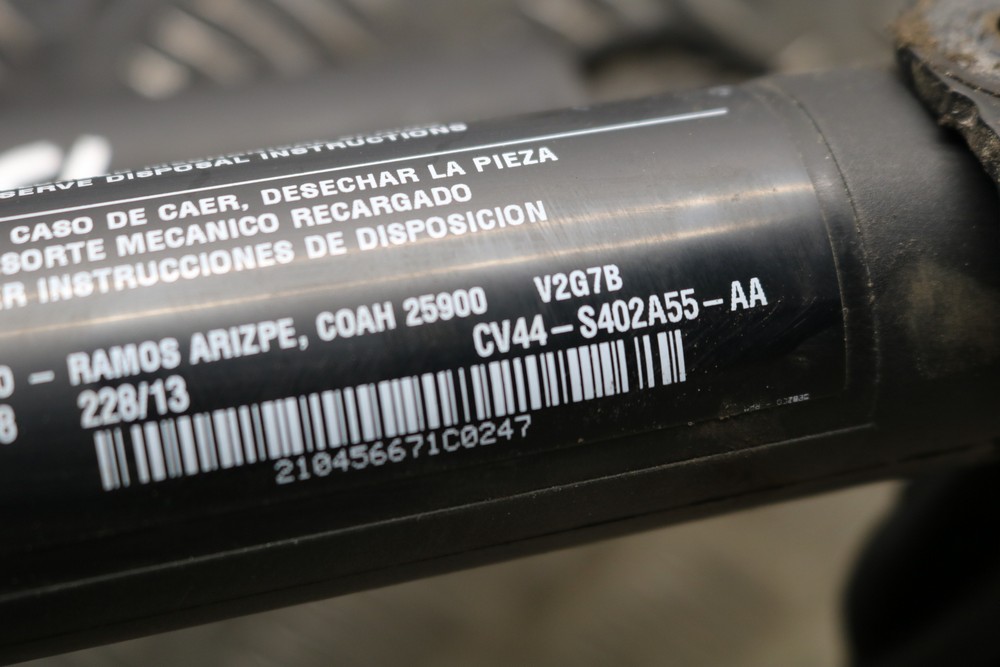 SERVE DISPOSAL INSTRUCTIONS
CASO DE CAER, DESECHAR LA PIEZA
SORTE MECANICO RECARGADO
R INSTRUCCIONES DE DISPOSICION
O – RAMOS ARIZPE, COAH 25900 V2G7B
8 228/13 CV44–S402A55–AA
210456671C0247